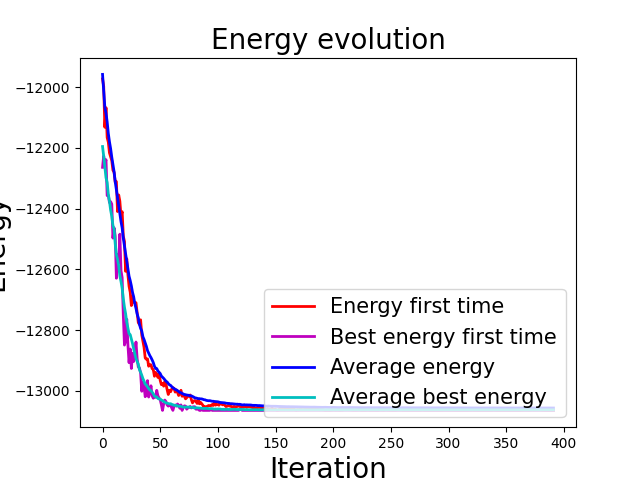 Energy evolution
Energy
−12000
−12200
−12400
−12600
−12800
−13000
Energy first time
Best energy first time
Average energy
Average best energy
0 50 100 150 200 250 300 350 400
Iteration